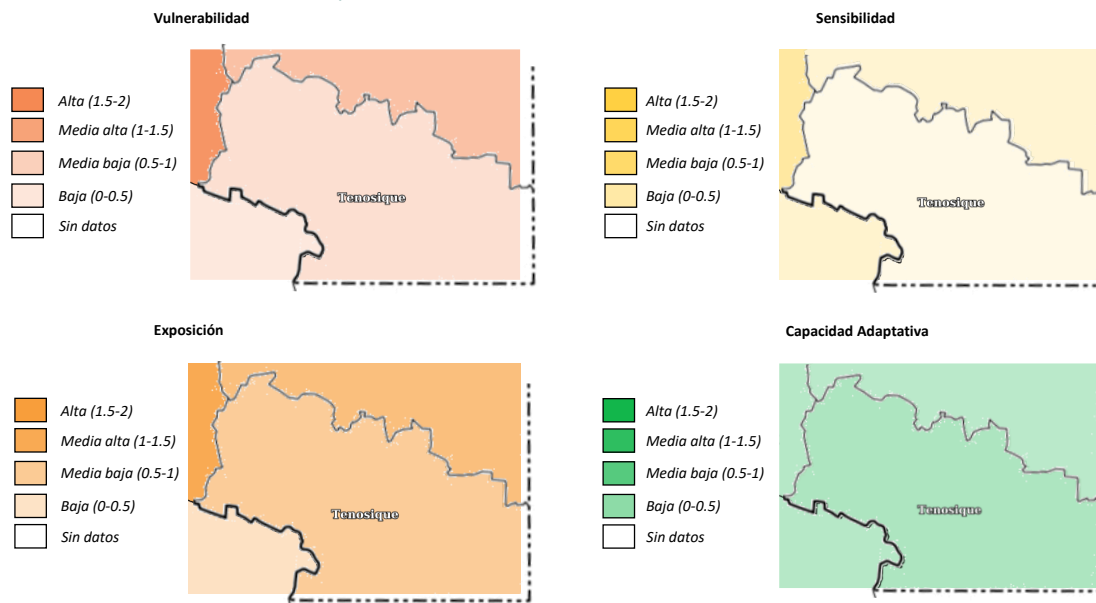 Vulnerabilidad
Alta (1.5-2)
Media alta (1-1.5)
Media baja (0.5-1)
Baja (0-0.5)
Sin datos
Tenosique
Sensibilidad
Alta (1.5-2)
Media alta (1-1.5)
Media baja (0.5-1)
Baja (0-0.5)
Sin datos
Tenosique
Exposición
Alta (1.5-2)
Media alta (1-1.5)
Media baja (0.5-1)
Baja (0-0.5)
Sin datos
Tenosique
Capacidad Adaptativa
Alta (1.5-2)
Media alta (1-1.5)
Media baja (0.5-1)
Baja (0-0.5)
Sin datos
Tenosique